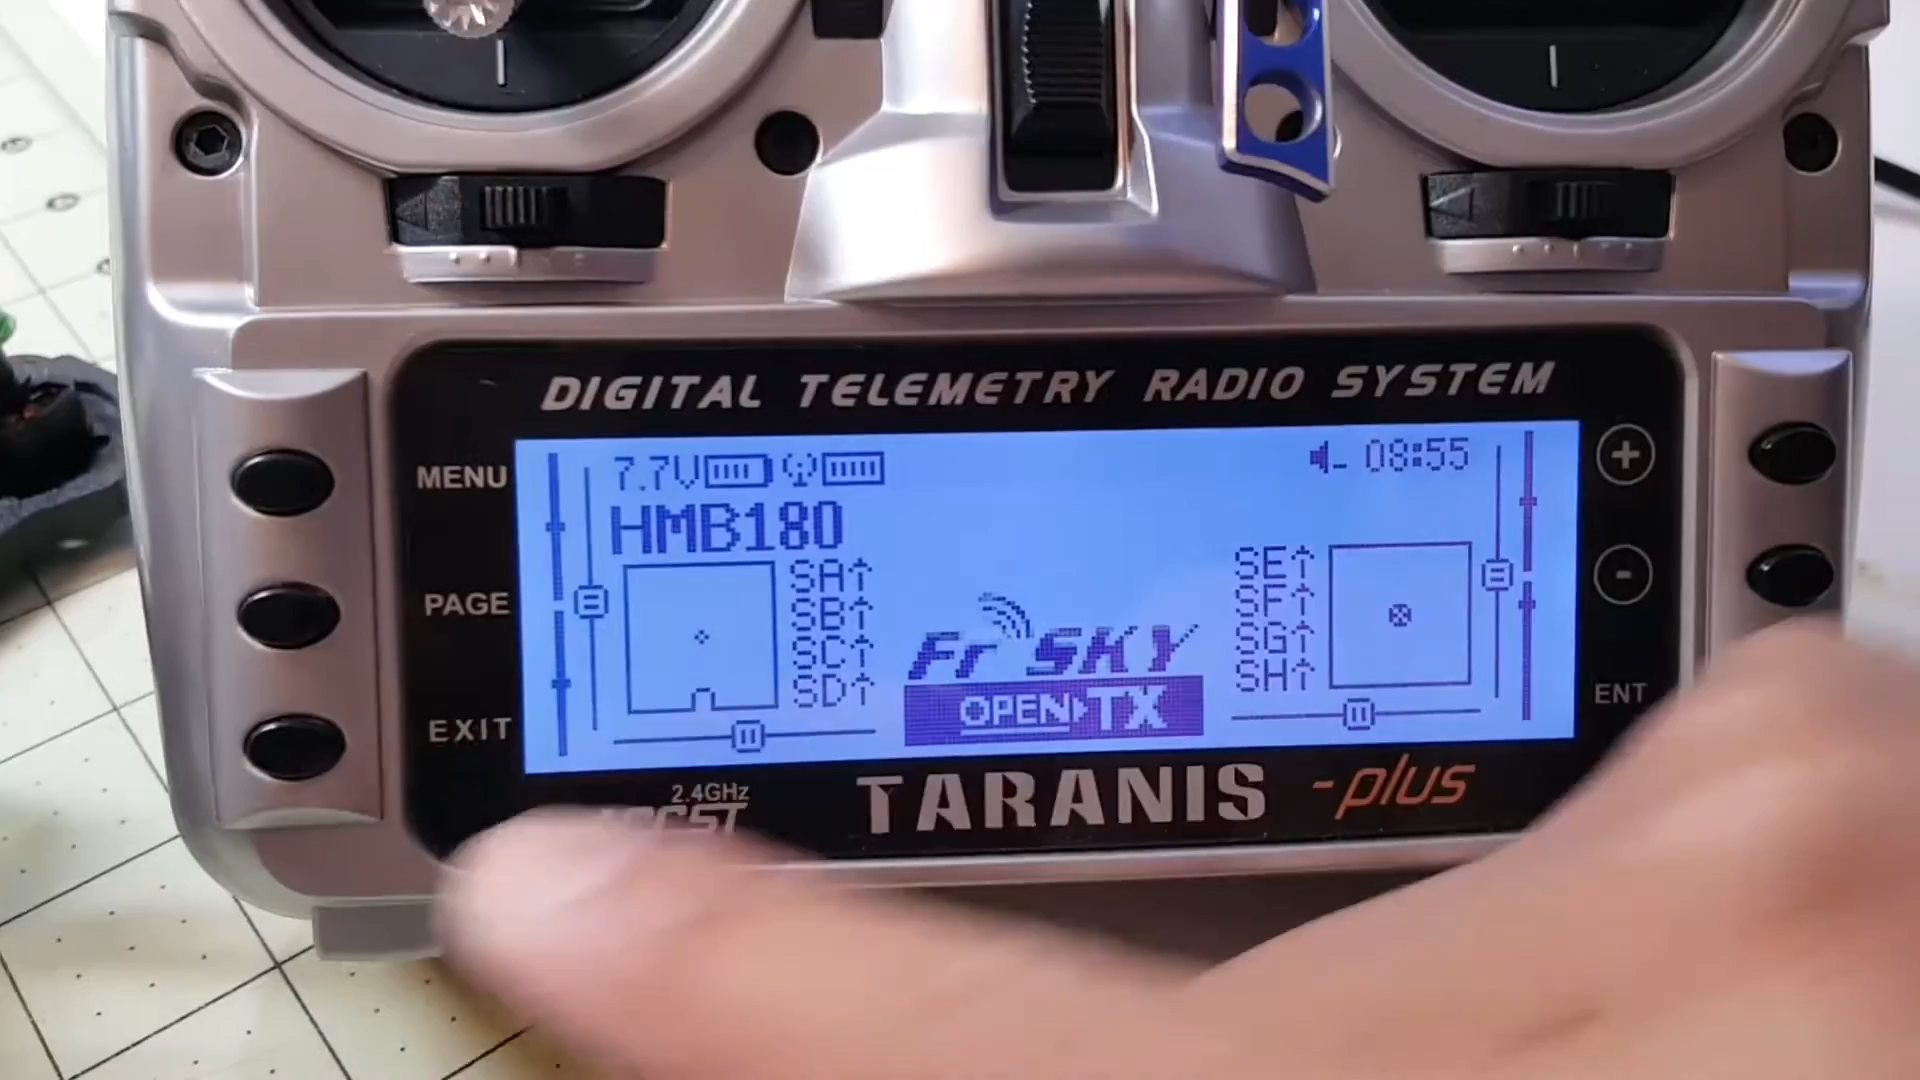 DIGITAL TELEMETRY RADIO SYSTEM
7.7V
08:55
HMB180
SA↑
SB↑
SC↑
SD↑
SE↑
SF↑
SG↑
SH↑
FrSKY
OPEN TX
MENU
PAGE
EXIT
+
-
ENT
2.4GHz
TARANIS -plus